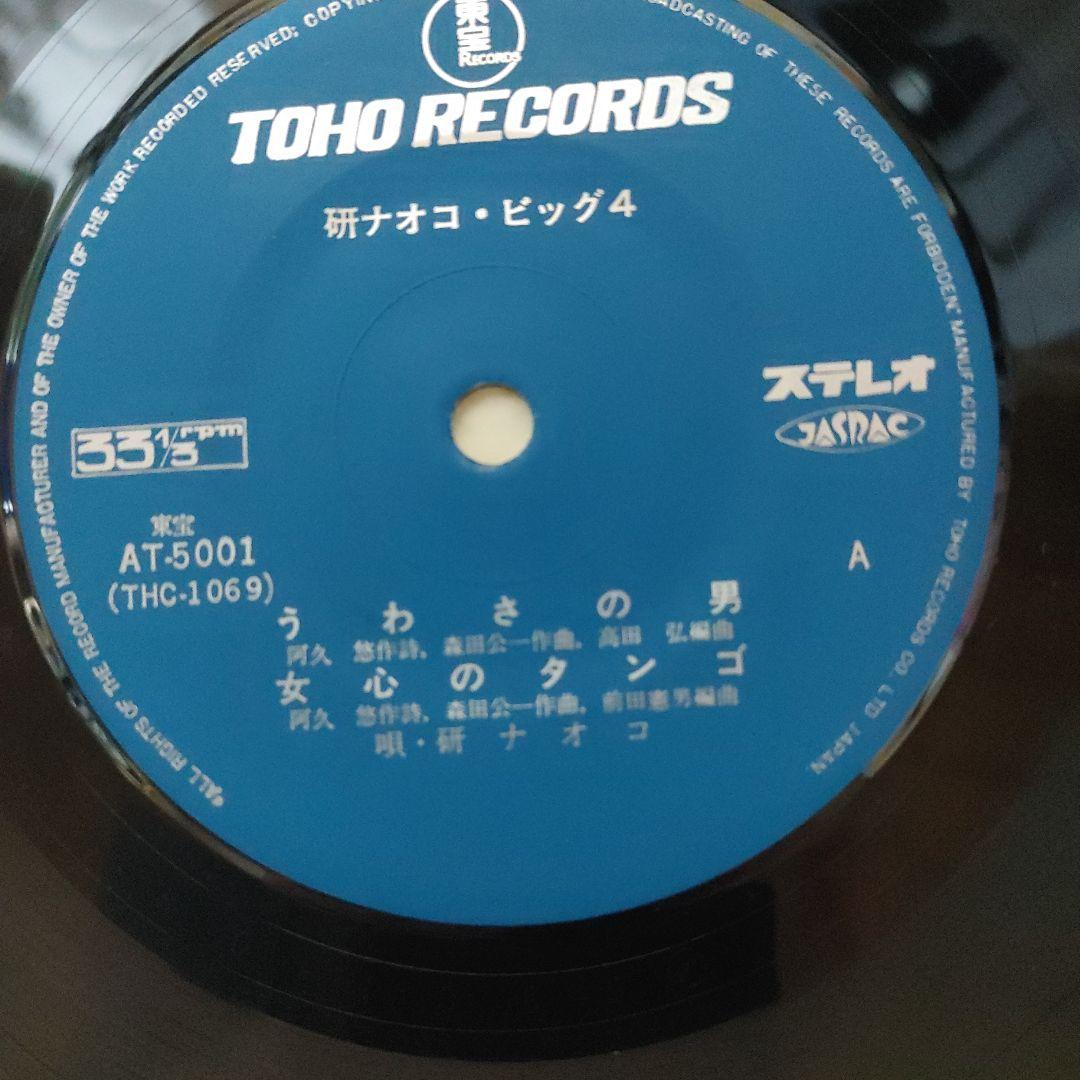 東宝
RECORDS
TOHO RECORDS
研ナオコ・ビッグ4
ステレオ
JASRAC
33 1/3 rpm
東宝
AT-5001
(THC-1069)
A
うわさの男
阿久 悠作詩、森田公一作曲、高田 弘編曲
女心のタンゴ
阿久 悠作詩、森田公一作曲、前田憲男編曲
唄・研ナオコ
*ALL RIGHTS OF THE RECORD MANUFACTURER AND OF THE OWNER OF THE WORK RECORDED RESERVED; COPYIN
BROADCASTING OF THESE RECORDS ARE FORBIDDEN; MANUFACTURED BY TOHO RECORDS CO., LTD JAPAN